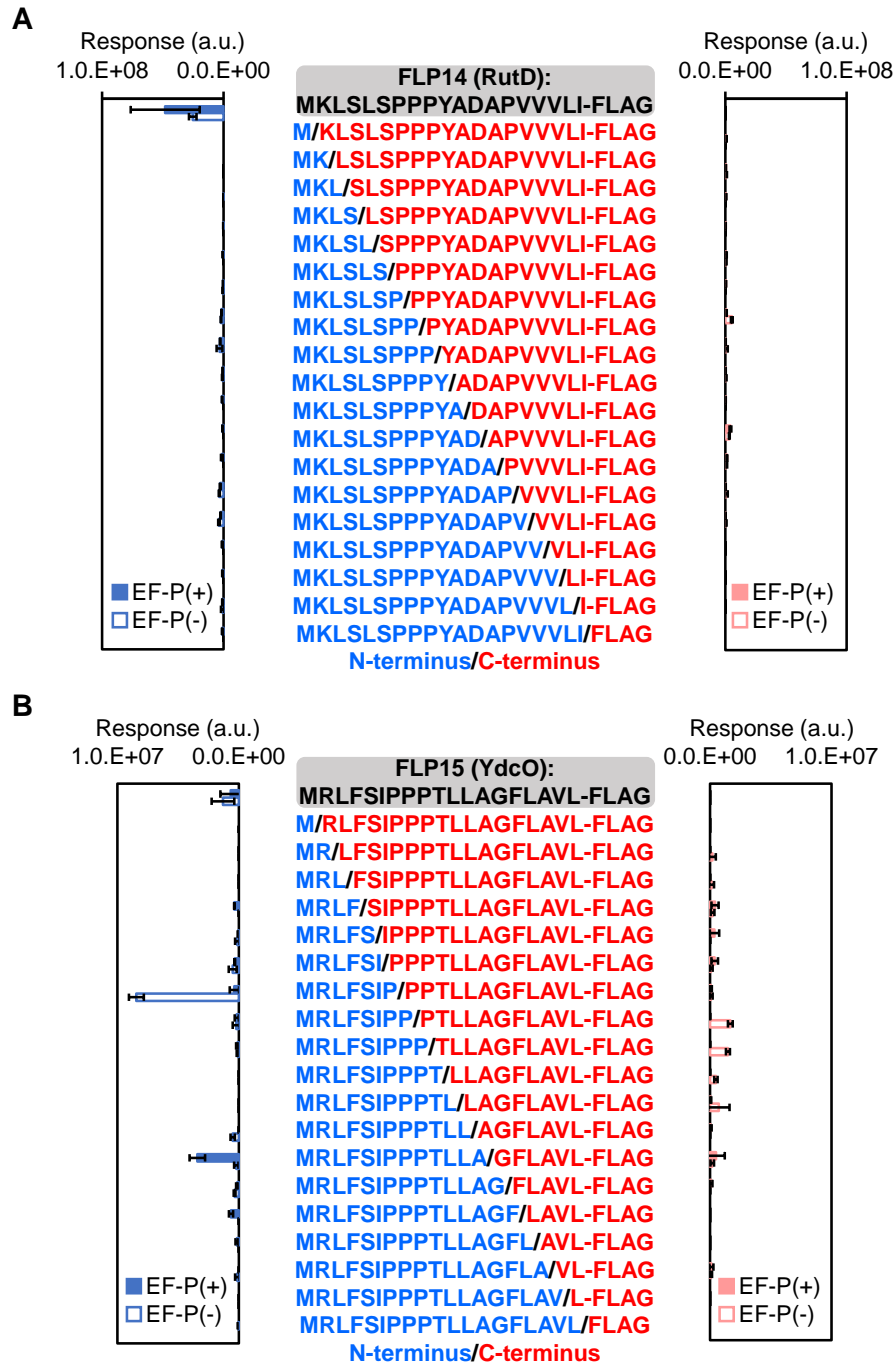 A
Response (a.u.)
1.0.E+08 0.0.E+00
Response (a.u.)
0.0.E+00 1.0.E+08
FLP14 (RutD):
MKLSLSPPPYADAPVVVLI-FLAG
M/KLSLSPPPYADAPVVVLI-FLAG
MK/LSLSPPPYADAPVVVLI-FLAG
MKL/SLSPPPYADAPVVVLI-FLAG
MKLS/LSPPPYADAPVVVLI-FLAG
MKLSL/SPPPYADAPVVVLI-FLAG
MKLSLS/PPPYADAPVVVLI-FLAG
MKLSLSP/PPYADAPVVVLI-FLAG
MKLSLSPP/PYADAPVVVLI-FLAG
MKLSLSPPP/YADAPVVVLI-FLAG
MKLSLSPPPY/ADAPVVVLI-FLAG
MKLSLSPPPYA/DAPVVVLI-FLAG
MKLSLSPPPYAD/APVVVLI-FLAG
MKLSLSPPPYADA/PVVVLI-FLAG
MKLSLSPPPYADAP/VVVLI-FLAG
MKLSLSPPPYADAPV/VVLI-FLAG
MKLSLSPPPYADAPVV/VLI-FLAG
MKLSLSPPPYADAPVVV/LI-FLAG
MKLSLSPPPYADAPVVVL/I-FLAG
MKLSLSPPPYADAPVVVLI/FLAG
N-terminus/C-terminus
EF-P(+)
EF-P(-)
EF-P(+)
EF-P(-)
B
Response (a.u.)
1.0.E+07 0.0.E+00
Response (a.u.)
0.0.E+00 1.0.E+07
FLP15 (YdcO):
MRLFSIPPPTLLAGFLAVL-FLAG
M/RLFSIPPPTLLAGFLAVL-FLAG
MR/LFSIPPPTLLAGFLAVL-FLAG
MRL/FSIPPPTLLAGFLAVL-FLAG
MRLF/SIPPPTLLAGFLAVL-FLAG
MRLFS/IPPPTLLAGFLAVL-FLAG
MRLFSI/PPPTLLAGFLAVL-FLAG
MRLFSIP/PPTLLAGFLAVL-FLAG
MRLFSIPP/PTLLAGFLAVL-FLAG
MRLFSIPPP/TLLAGFLAVL-FLAG
MRLFSIPPPT/LLAGFLAVL-FLAG
MRLFSIPPPTL/LAGFLAVL-FLAG
MRLFSIPPPTLL/AGFLAVL-FLAG
MRLFSIPPPTLLA/GFLAVL-FLAG
MRLFSIPPPTLLAG/FLAVL-FLAG
MRLFSIPPPTLLAGF/LAVL-FLAG
MRLFSIPPPTLLAGFL/AVL-FLAG
MRLFSIPPPTLLAGFLA/VL-FLAG
MRLFSIPPPTLLAGFLAV/L-FLAG
MRLFSIPPPTLLAGFLAVL/FLAG
N-terminus/C-terminus
EF-P(+)
EF-P(-)
EF-P(+)
EF-P(-)